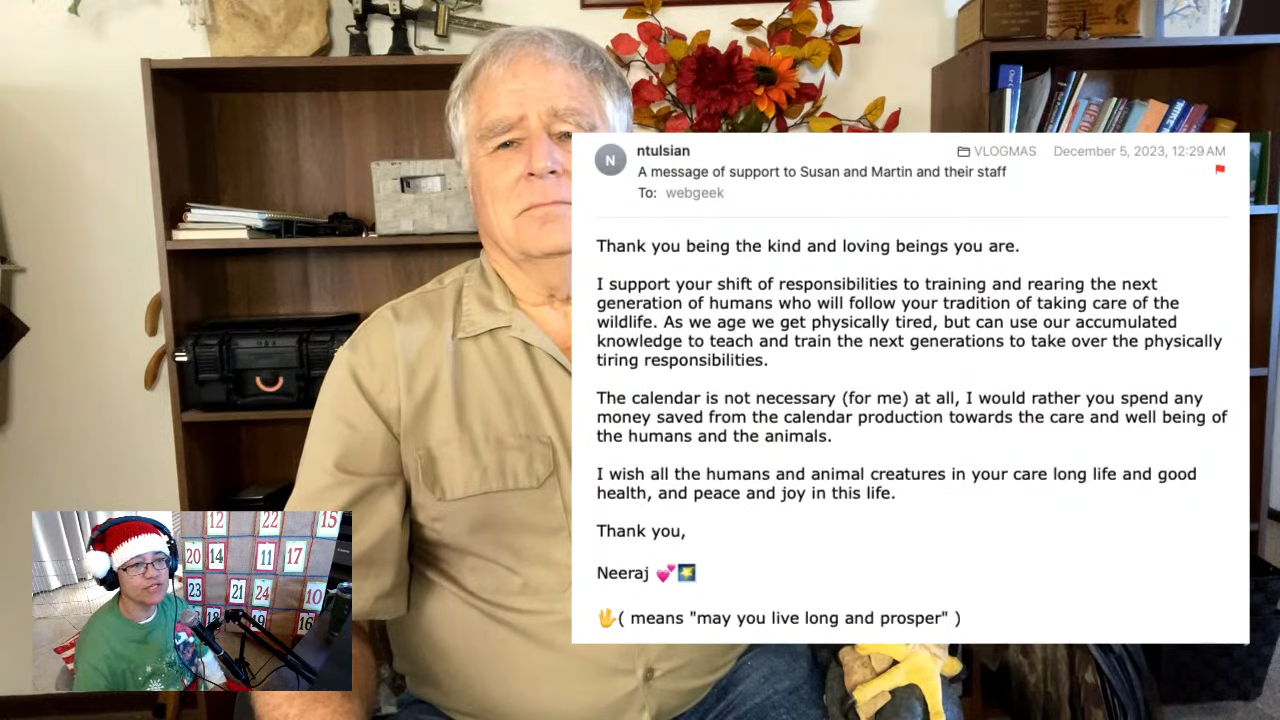 N
ntulsian
VLOGMAS
December 5, 2023, 12:29 AM
A message of support to Susan and Martin and their staff
To: webgeek
Thank you being the kind and loving beings you are.
I support your shift of responsibilities to training and rearing the next
generation of humans who will follow your tradition of taking care of the
wildlife. As we age we get physically tired, but can use our accumulated
knowledge to teach and train the next generations to take over the physically
tiring responsibilities.
The calendar is not necessary (for me) at all, I would rather you spend any
money saved from the calendar production towards the care and well being of
the humans and the animals.
I wish all the humans and animal creatures in your care long life and good
health, and peace and joy in this life.
Thank you,
Neeraj 💕🌠
🖖( means "may you live long and prosper" )
12 22 15
20 14 11 17
23 21 24 10
18 19 16